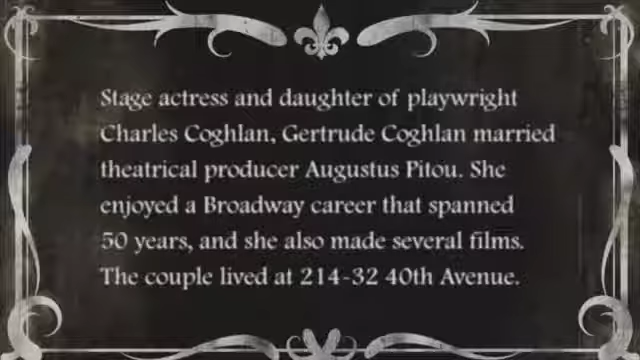 Stage actress and daughter of playwright
Charles Coghlan, Gertrude Coghlan married
theatrical producer Augustus Pitou. She
enjoyed a Broadway career that spanned
50 years, and she also made several films.
The couple lived at 214-32 40th Avenue.